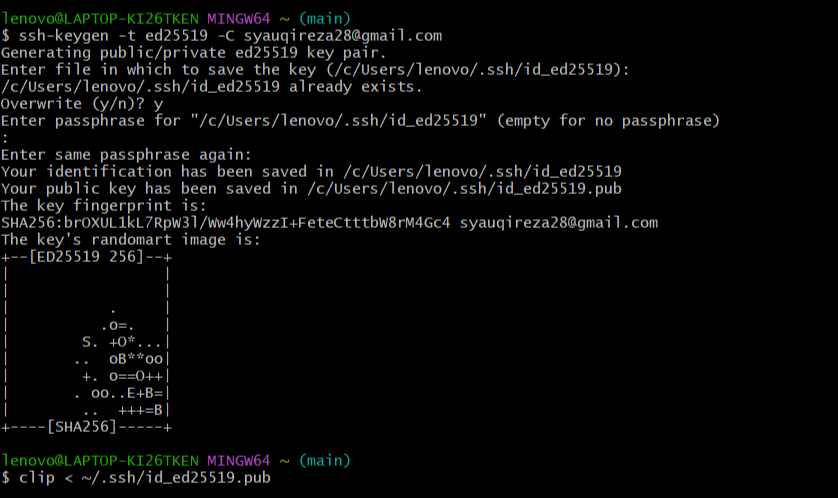 lenovo@LAPTOP-KI26TKEN MINGW64 ~ (main)
$ ssh-keygen -t ed25519 -C syauqireza28@gmail.com
Generating public/private ed25519 key pair.
Enter file in which to save the key (/c/Users/lenovo/.ssh/id_ed25519):
/c/Users/lenovo/.ssh/id_ed25519 already exists.
Overwrite (y/n)? y
Enter passphrase for "/c/Users/lenovo/.ssh/id_ed25519" (empty for no passphrase)
:
Enter same passphrase again:
Your identification has been saved in /c/Users/lenovo/.ssh/id_ed25519
Your public key has been saved in /c/Users/lenovo/.ssh/id_ed25519.pub
The key fingerprint is:
SHA256:brOXUL1kL7RpW3l/Ww4hyWzzI+FeteCtttbW8rM4Gc4 syauqireza28@gmail.com
The key's randomart image is:
+--[ED25519 256]--+
|                 |
|                 |
|            .    |
|           .o=.  |
|        S. +O*...|
|       ..  oB**oo|
|        +. o==O++|
|       . oo..E+B=|
|        ..  +++=B|
+----[SHA256]-----+
lenovo@LAPTOP-KI26TKEN MINGW64 ~ (main)
$ clip < ~/.ssh/id_ed25519.pub